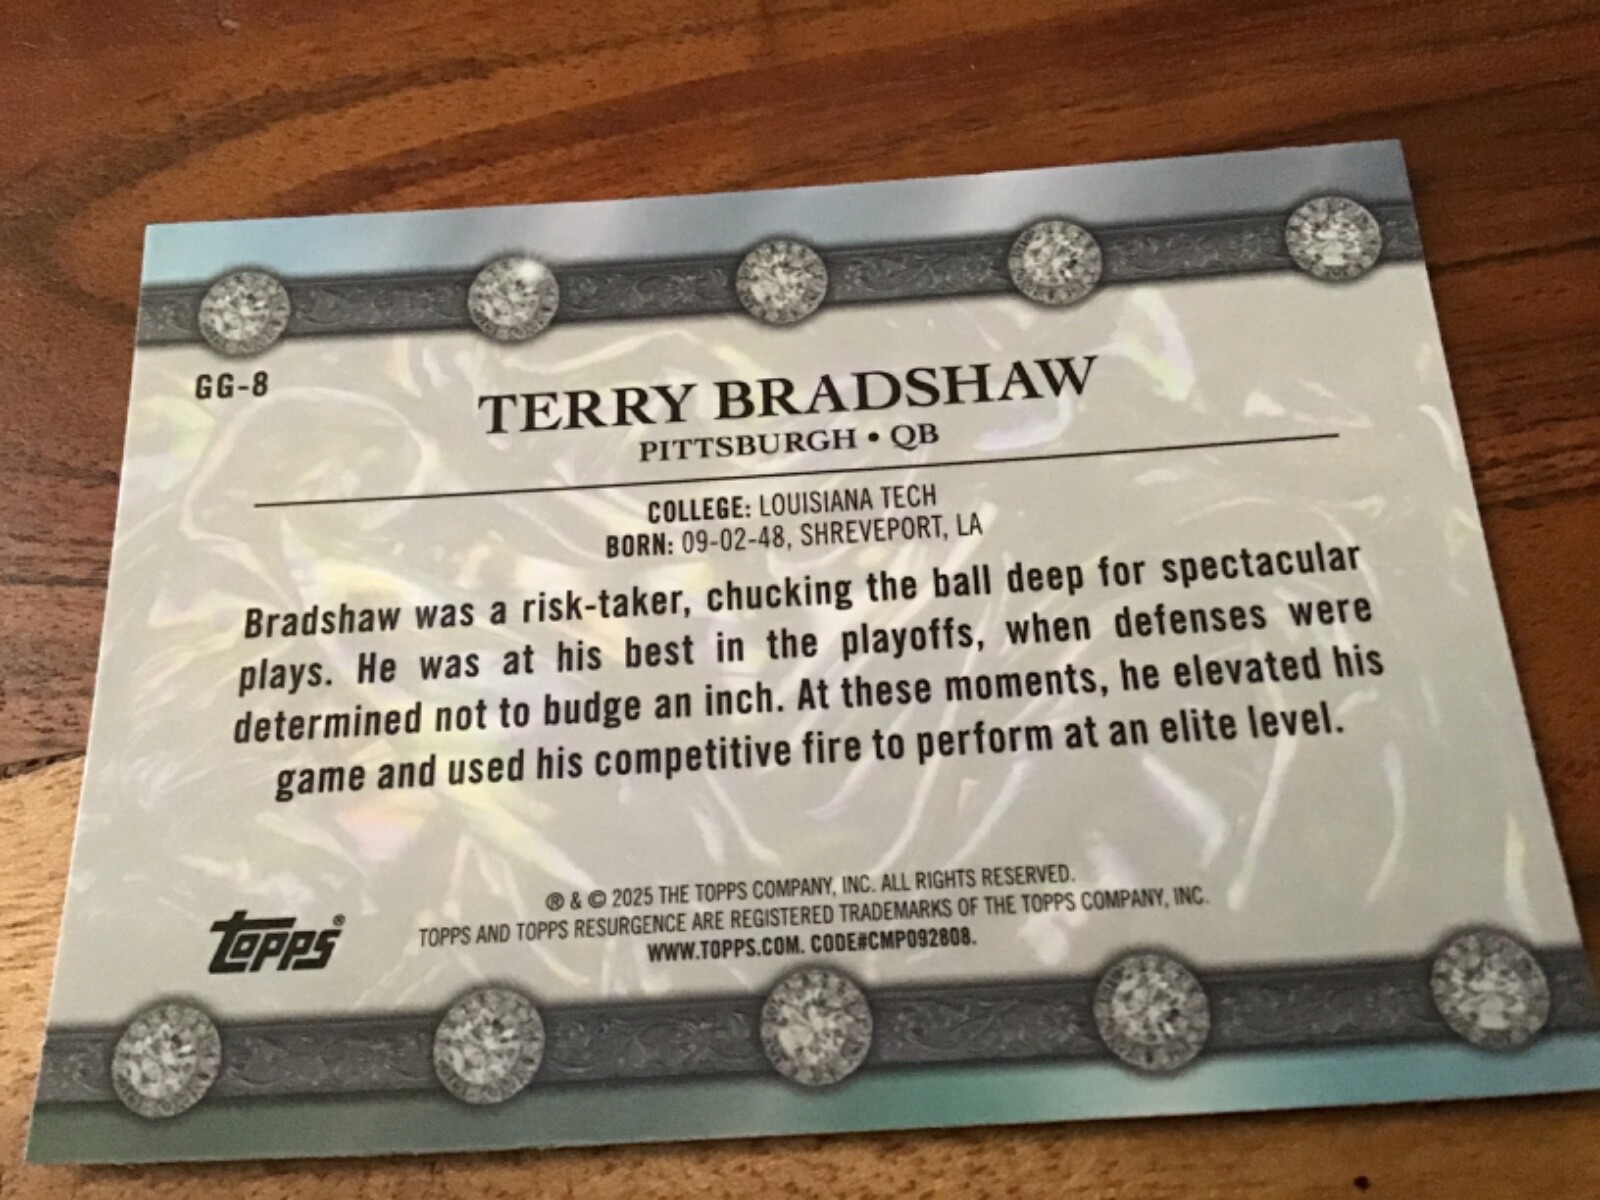 GG-8
TERRY BRADSHAW
PITTSBURGH • QB
COLLEGE: LOUISIANA TECH
BORN: 09-02-48, SHREVEPORT, LA
Bradshaw was a risk-taker, chucking the ball deep for spectacular
plays. He was at his best in the playoffs, when defenses were
determined not to budge an inch. At these moments, he elevated his
game and used his competitive fire to perform at an elite level.
® & © 2025 THE TOPPS COMPANY, INC. ALL RIGHTS RESERVED.
TOPPS AND TOPPS RESURGENCE ARE REGISTERED TRADEMARKS OF THE TOPPS COMPANY, INC.
WWW.TOPPS.COM. CODE#CMP092808.
topps®